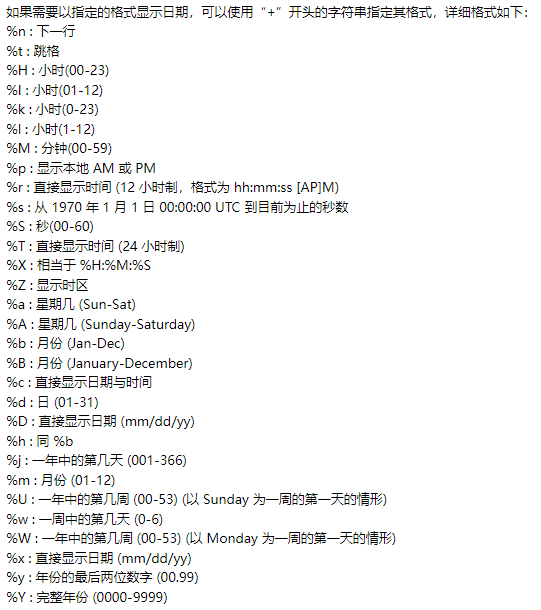 如果需要以指定的格式显示日期，可以使用“+”开头的字符串指定其格式，详细格式如下：
%n : 下一行
%t : 跳格
%H : 小时(00-23)
%I : 小时(01-12)
%k : 小时(0-23)
%l : 小时(1-12)
%M : 分钟(00-59)
%p : 显示本地 AM 或 PM
%r : 直接显示时间 (12 小时制，格式为 hh:mm:ss [AP]M)
%s : 从 1970 年 1 月 1 日 00:00:00 UTC 到目前为止的秒数
%S : 秒(00-60)
%T : 直接显示时间 (24 小时制)
%X : 相当于 %H:%M:%S
%Z : 显示时区
%a : 星期几 (Sun-Sat)
%A : 星期几 (Sunday-Saturday)
%b : 月份 (Jan-Dec)
%B : 月份 (January-December)
%c : 直接显示日期与时间
%d : 日 (01-31)
%D : 直接显示日期 (mm/dd/yy)
%h : 同 %b
%j : 一年中的第几天 (001-366)
%m : 月份 (01-12)
%U : 一年中的第几周 (00-53) (以 Sunday 为一周的第一天的情形)
%w : 一周中的第几天 (0-6)
%W : 一年中的第几周 (00-53) (以 Monday 为一周的第一天的情形)
%x : 直接显示日期 (mm/dd/yy)
%y : 年份的最后两位数字 (00.99)
%Y : 完整年份 (0000-9999)